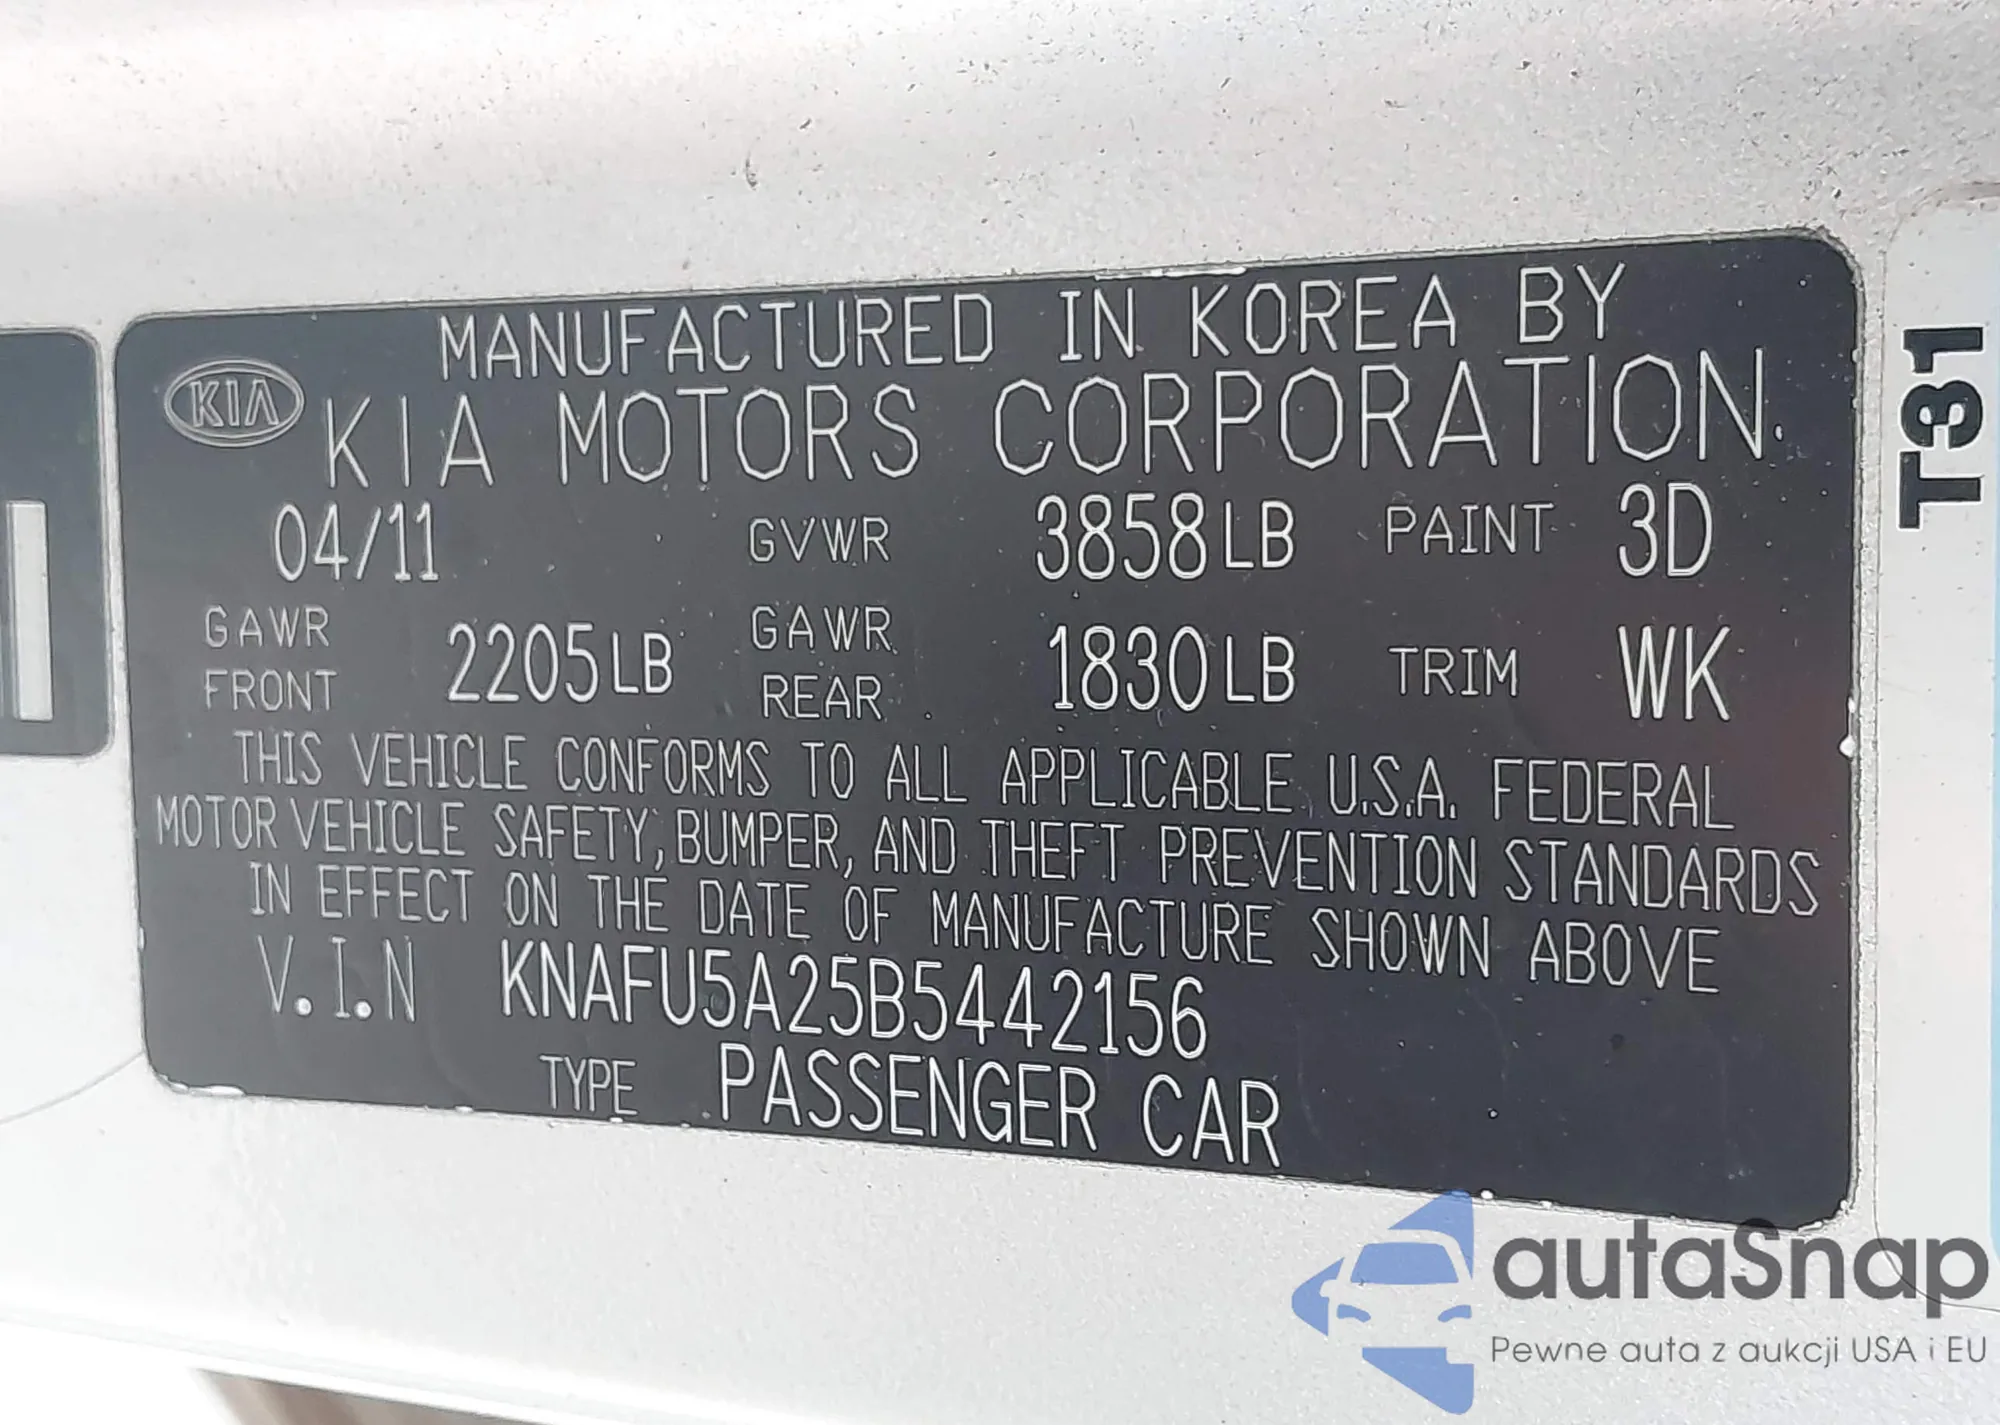 MANUFACTURED IN KOREA BY
KIA
KIA MOTORS CORPORATION.
04/11 GVWR 3858LB PAINT 3D
GAWR FRONT 2205LB GAWR REAR 1830LB TRIM WK
THIS VEHICLE CONFORMS TO ALL APPLICABLE U.S.A. FEDERAL
MOTOR VEHICLE SAFETY, BUMPER, AND THEFT PREVENTION STANDARDS
IN EFFECT ON THE DATE OF MANUFACTURE SHOWN ABOVE
V.I.N KNAFU5A25B5442156
TYPE PASSENGER CAR
T31
autaSnap
Pewne auta z aukcji USA i EU